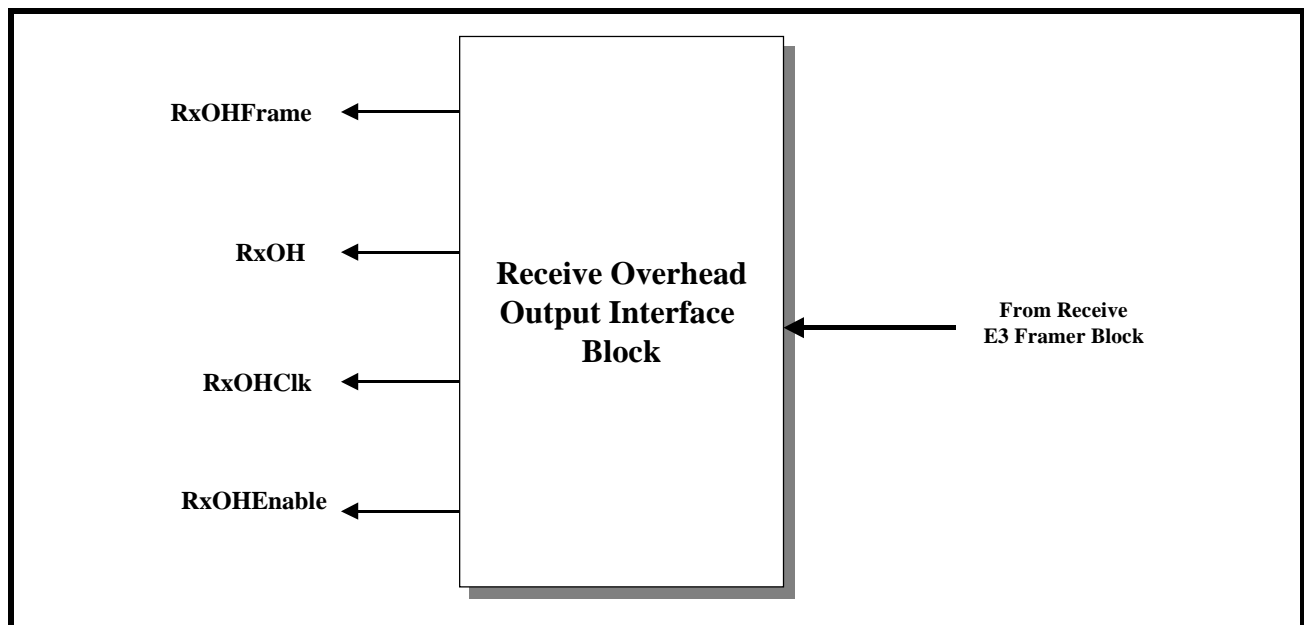 RxOHFrame
RxOH
RxOHClk
RxOHEnable
Receive Overhead
Output Interface
Block
From Receive
E3 Framer Block